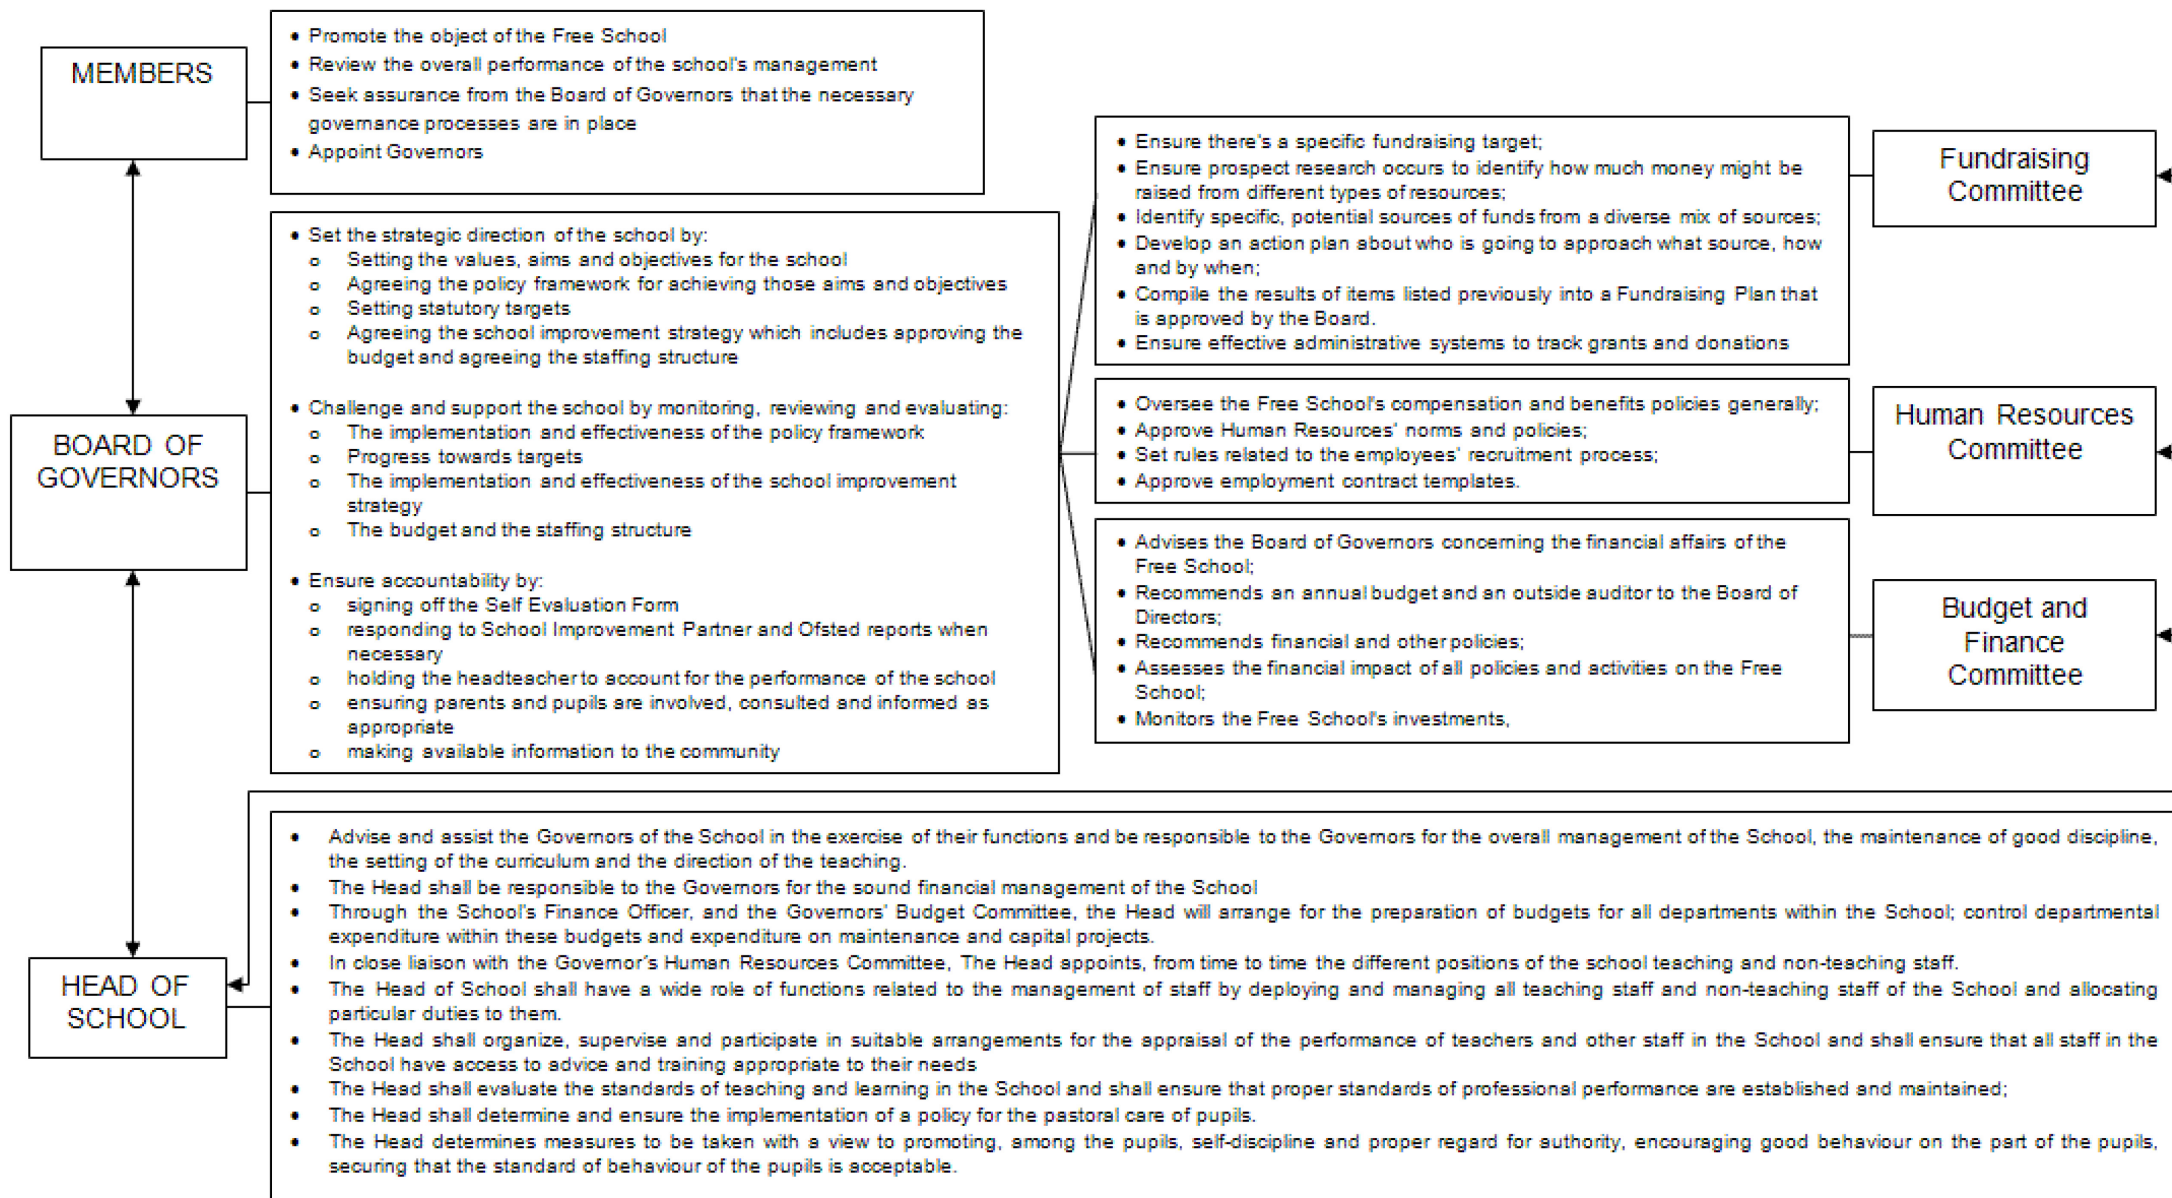 MEMBERS
• Promote the object of the Free School
• Review the overall performance of the school's management
• Seek assurance from the Board of Governors that the necessary
governance processes are in place
• Appoint Governors
BOARD OF
GOVERNORS
• Set the strategic direction of the school by:
o Setting the values, aims and objectives for the school
o Agreeing the policy framework for achieving those aims and objectives
o Setting statutory targets
o Agreeing the school improvement strategy which includes approving the
budget and agreeing the staffing structure
• Challenge and support the school by monitoring, reviewing and evaluating:
o The implementation and effectiveness of the policy framework
o Progress towards targets
o The implementation and effectiveness of the school improvement
strategy
o The budget and the staffing structure
• Ensure accountability by:
o signing off the Self Evaluation Form
o responding to School Improvement Partner and Ofsted reports when
necessary
o holding the headteacher to account for the performance of the school
o ensuring parents and pupils are involved, consulted and informed as
appropriate
o making available information to the community
• Ensure there's a specific fundraising target;
• Ensure prospect research occurs to identify how much money might be
raised from different types of resources;
• Identify specific, potential sources of funds from a diverse mix of sources;
• Develop an action plan about who is going to approach what source, how
and by when;
• Compile the results of items listed previously into a Fundraising Plan that
is approved by the Board.
• Ensure effective administrative systems to track grants and donations
Fundraising
Committee
• Oversee the Free School's compensation and benefits policies generally;
• Approve Human Resources' norms and policies;
• Set rules related to the employees' recruitment process;
• Approve employment contract templates.
Human Resources
Committee
• Advises the Board of Governors concerning the financial affairs of the
Free School;
• Recommends an annual budget and an outside auditor to the Board of
Directors;
• Recommends financial and other policies;
• Assesses the financial impact of all policies and activities on the Free
School;
• Monitors the Free School's investments,
Budget and
Finance
Committee
HEAD OF
SCHOOL
• Advise and assist the Governors of the School in the exercise of their functions and be responsible to the Governors for the overall management of the School, the maintenance of good discipline,
the setting of the curriculum and the direction of the teaching.
• The Head shall be responsible to the Governors for the sound financial management of the School
• Through the School's Finance Officer, and the Governors' Budget Committee, the Head will arrange for the preparation of budgets for all departments within the School; control departmental
expenditure within these budgets and expenditure on maintenance and capital projects.
• In close liaison with the Governor's Human Resources Committee, The Head appoints, from time to time the different positions of the school teaching and non-teaching staff.
• The Head of School shall have a wide role of functions related to the management of staff by deploying and managing all teaching staff and non-teaching staff of the School and allocating
particular duties to them.
• The Head shall organize, supervise and participate in suitable arrangements for the appraisal of the performance of teachers and other staff in the School and shall ensure that all staff in the
School have access to advice and training appropriate to their needs
• The Head shall evaluate the standards of teaching and learning in the School and shall ensure that proper standards of professional performance are established and maintained;
• The Head shall determine and ensure the implementation of a policy for the pastoral care of pupils.
• The Head determines measures to be taken with a view to promoting, among the pupils, self-discipline and proper regard for authority, encouraging good behaviour on the part of the pupils,
securing that the standard of behaviour of the pupils is acceptable.